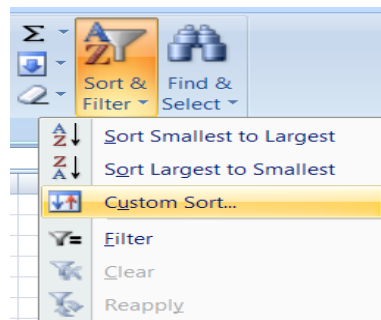 Σ
Sort & Find &
Filter Select
Sort Smallest to Largest
Sort Largest to Smallest
Custom Sort...
Filter
Clear
Reapply